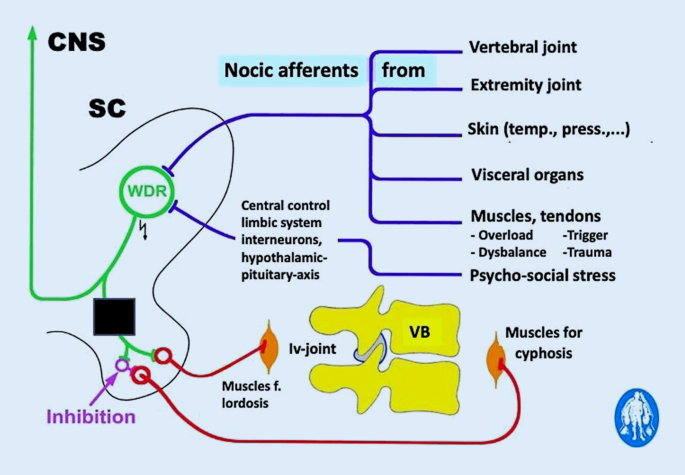 CNS
Nocic afferents from
Vertebral joint
Extremity joint
Skin (temp., press.,...)
Visceral organs
Muscles, tendons
- Overload -Trigger
- Dysbalance -Trauma
Psycho-social stress
SC
WDR
Central control
limbic system
interneurons,
hypothalamic-
pituitary-axis
VB
Iv-joint
Muscles f.
lordosis
Muscles for
cyphosis
Inhibition